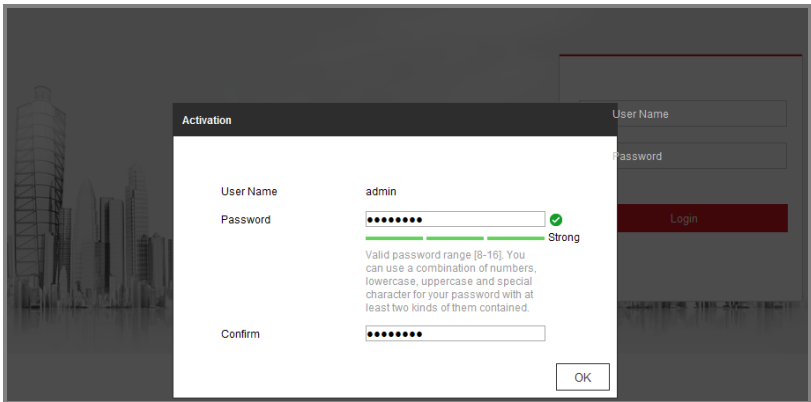 Activation
User Name
Password
Login
User Name admin
Password ●●●●●●●●
Strong
Valid password range [8-16]. You
can use a combination of numbers,
lowercase, uppercase and special
character for your password with at
least two kinds of them contained.
Confirm ●●●●●●●●
OK